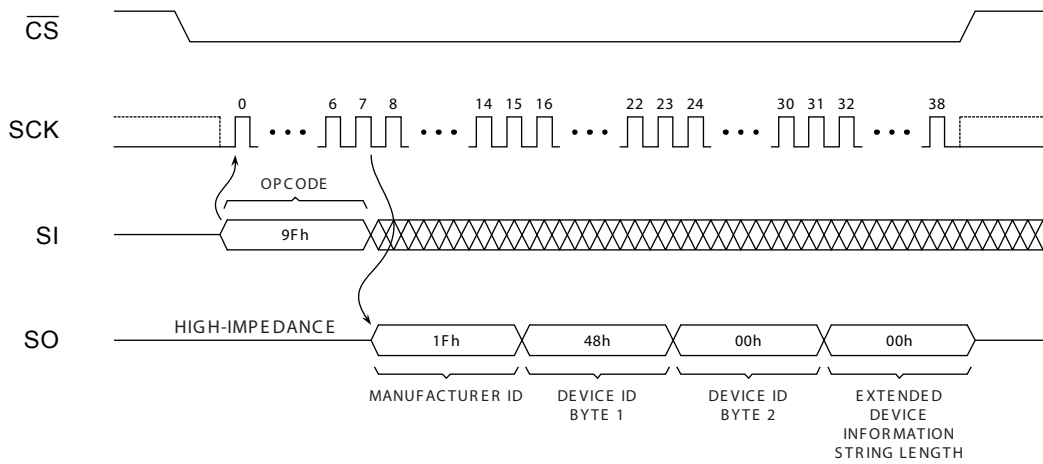 CS
0 6 7 8 14 15 16 22 23 24 30 31 32 38
SCK
OPCODE
SI
9Fh
HIGH-IMPEDANCE
SO
1Fh 48h 00h 00h
MANUFACTURER ID
DEVICE ID
BYTE 1
DEVICE ID
BYTE 2
EXTENDED
DEVICE
INFORMATION
STRING LENGTH